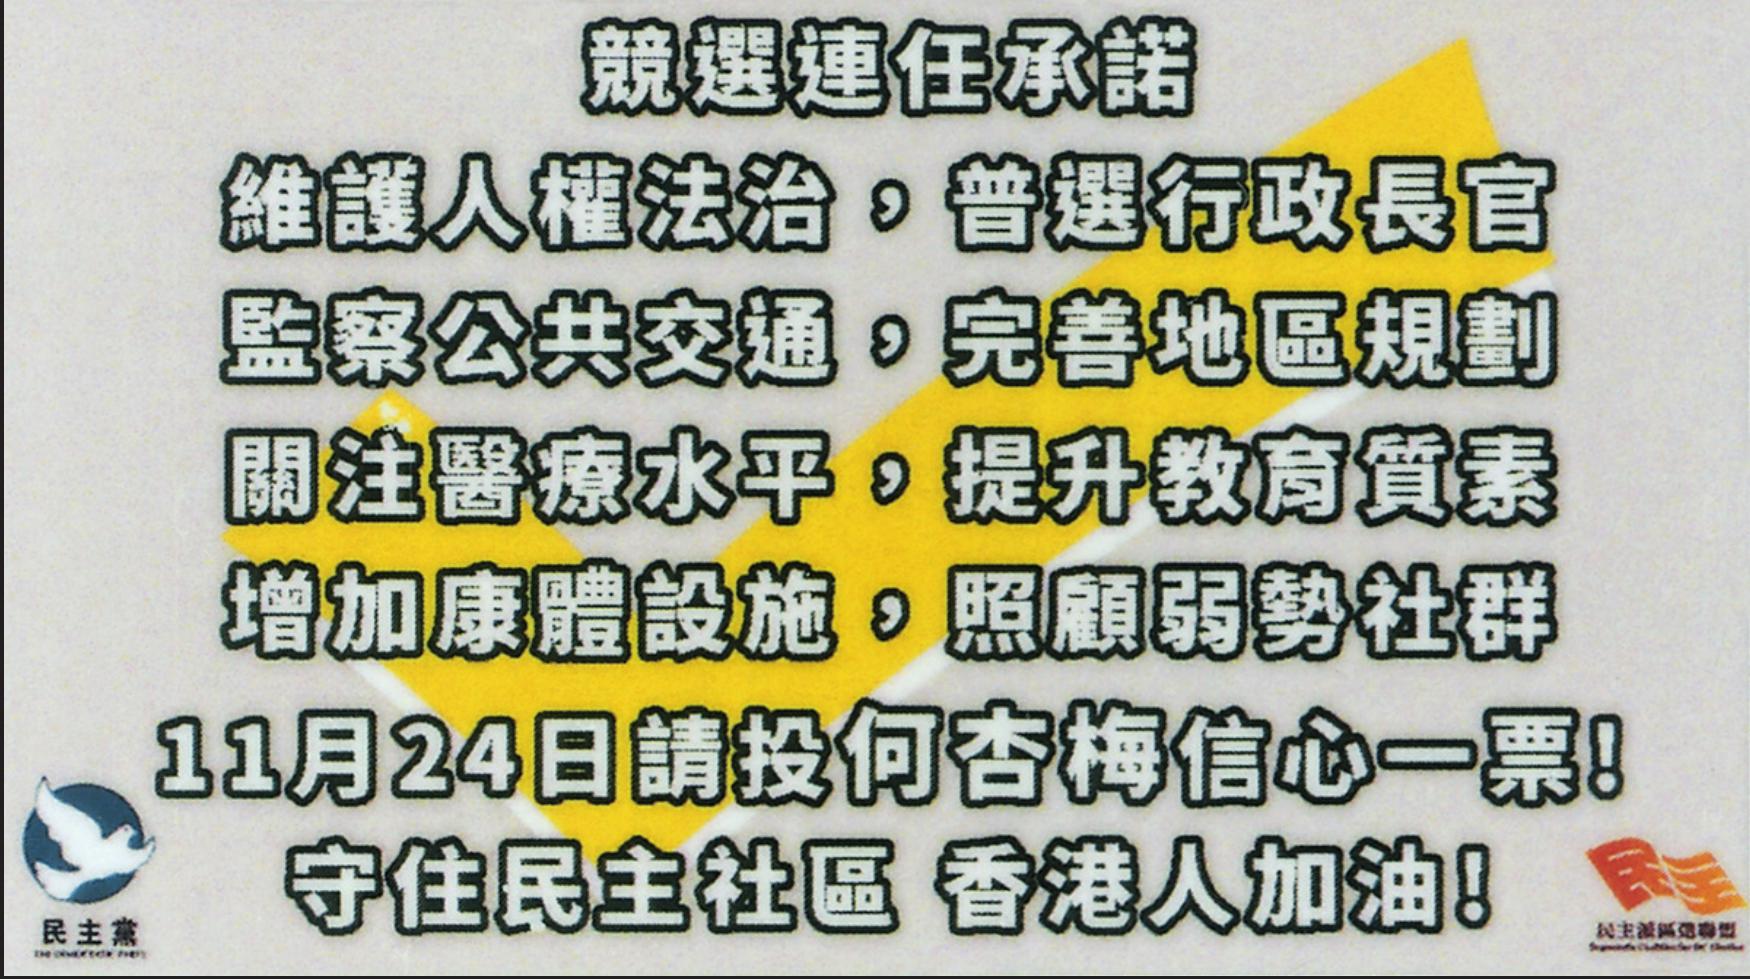 競選連任承諾
維護人權法治，普選行政長官
監察公共交通，完善地區規劃
關注醫療水平，提升教育質素
增加康體設施，照顧弱勢社群
11月24日請投何杏梅信心一票！
守住民主社區 香港人加油！
民主黨
THE DEMOCRATIC PARTY
民主派區選聯盟